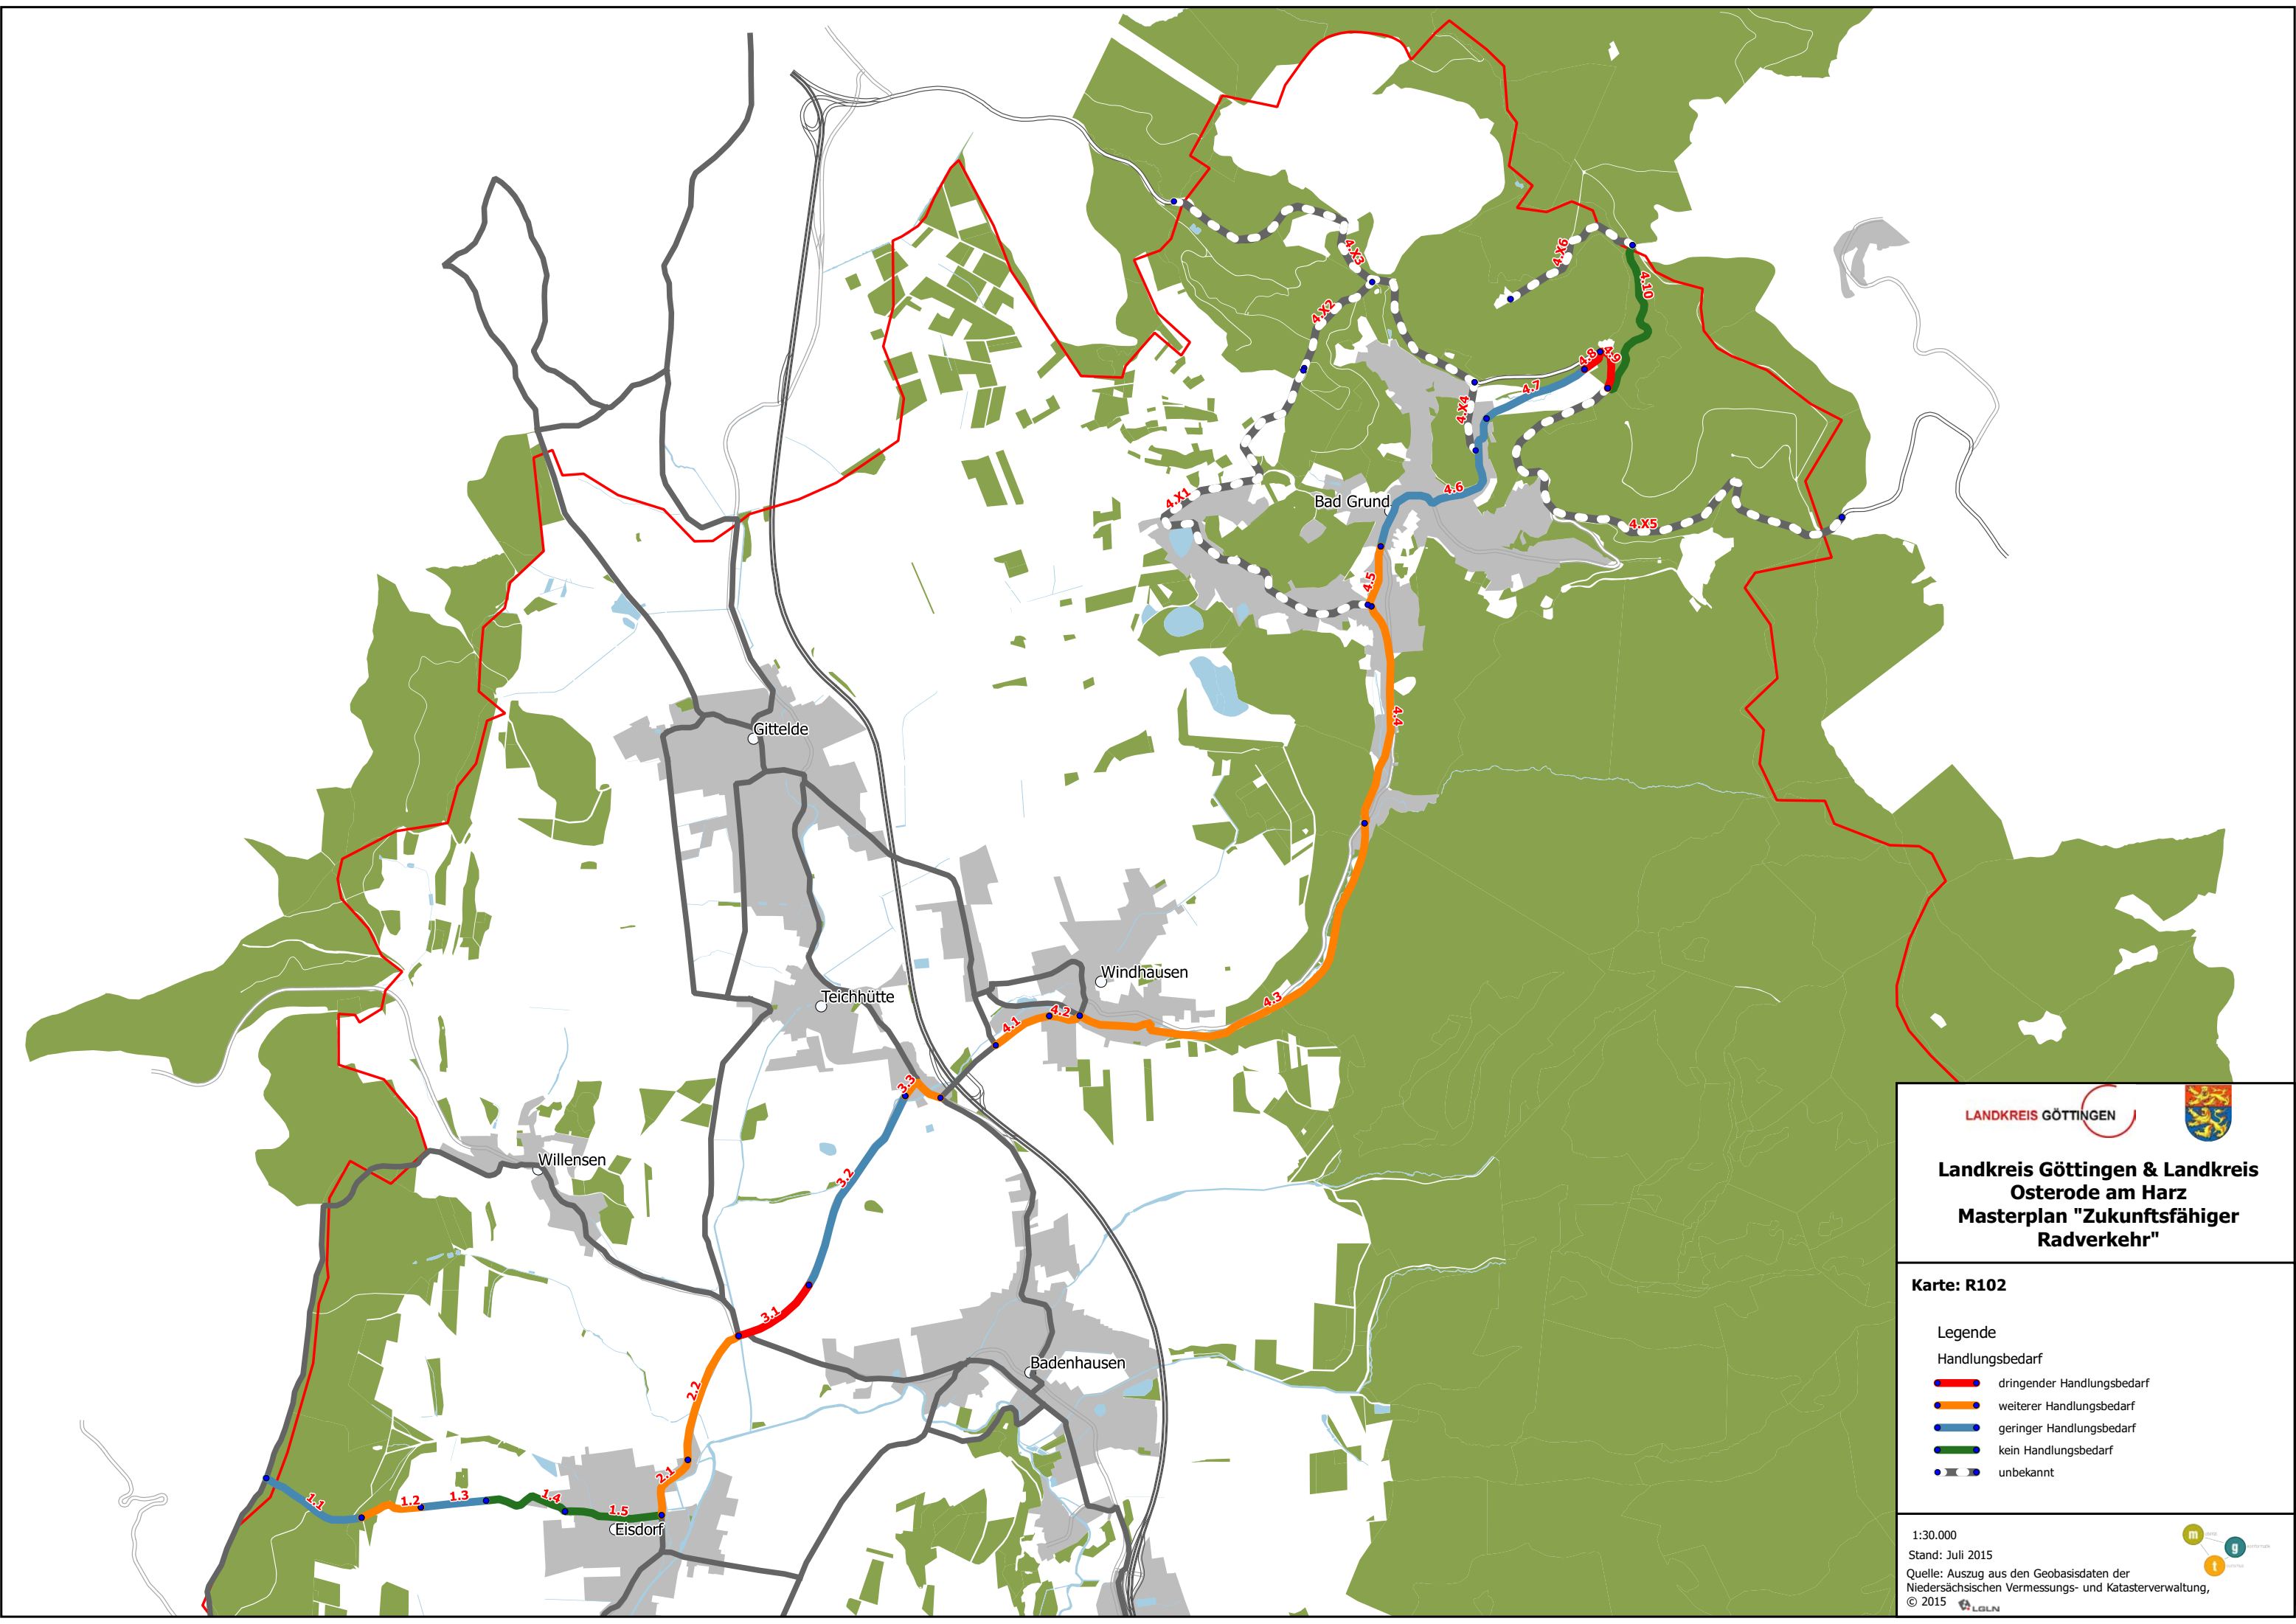 4.X3
4.X6
4.10
4.X2
4.8
4.9
4.7
4.X4
4.X1
4.6
Bad Grund
4.X5
4.5
4.4
Gittelde
Windhausen
Teichhütte
4.3
4.2
4.1
3.3
Willensen
3.2
3.1
Badenhausen
2.2
2.1
1.1
1.2
1.3
1.4
1.5
Eisdorf
LANDKREIS GÖTTINGEN
Landkreis Göttingen & Landkreis
Osterode am Harz
Masterplan "Zukunftsfähiger
Radverkehr"
Karte: R102
Legende
Handlungsbedarf
dringender Handlungsbedarf
weiterer Handlungsbedarf
geringer Handlungsbedarf
kein Handlungsbedarf
unbekannt
1:30.000
Stand: Juli 2015
Quelle: Auszug aus den Geobasisdaten der
Niedersächsischen Vermessungs- und Katasterverwaltung,
© 2015 LGLN
m
g
t